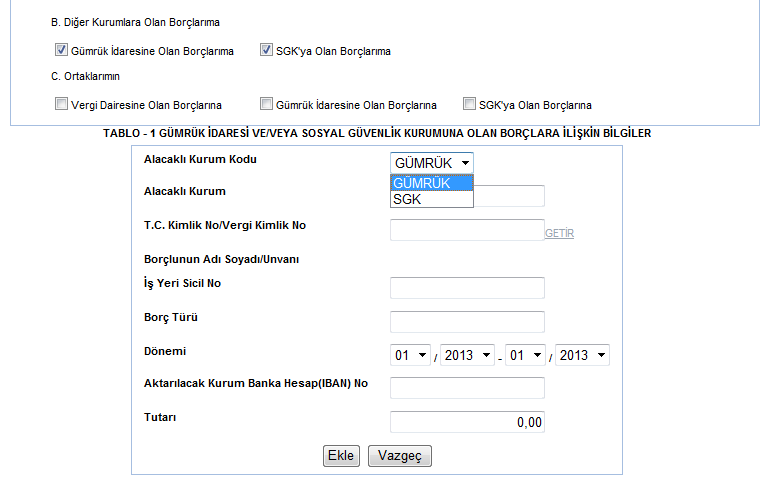 B. Diğer Kurumlara Olan Borçlarıma
Gümrük İdaresine Olan Borçlarıma SGK'ya Olan Borçlarıma
C. Ortaklarımın
Vergi Dairesine Olan Borçlarına Gümrük İdaresine Olan Borçlarına SGK'ya Olan Borçlarına
TABLO - 1 GÜMRÜK İDARESİ VE/VEYA SOSYAL GÜVENLİK KURUMUNA OLAN BORÇLARA İLİŞKİN BİLGİLER
Alacaklı Kurum Kodu GÜMRÜK
GÜMRÜK
Alacaklı Kurum
SGK
T.C. Kimlik No/Vergi Kimlik No GETİR
Borçlunun Adı Soyadı/Unvanı
İş Yeri Sicil No
Borç Türü
Dönemi 01 / 2013 - 01 / 2013
Aktarılacak Kurum Banka Hesap(IBAN) No
Tutarı 0,00
Ekle Vazgeç